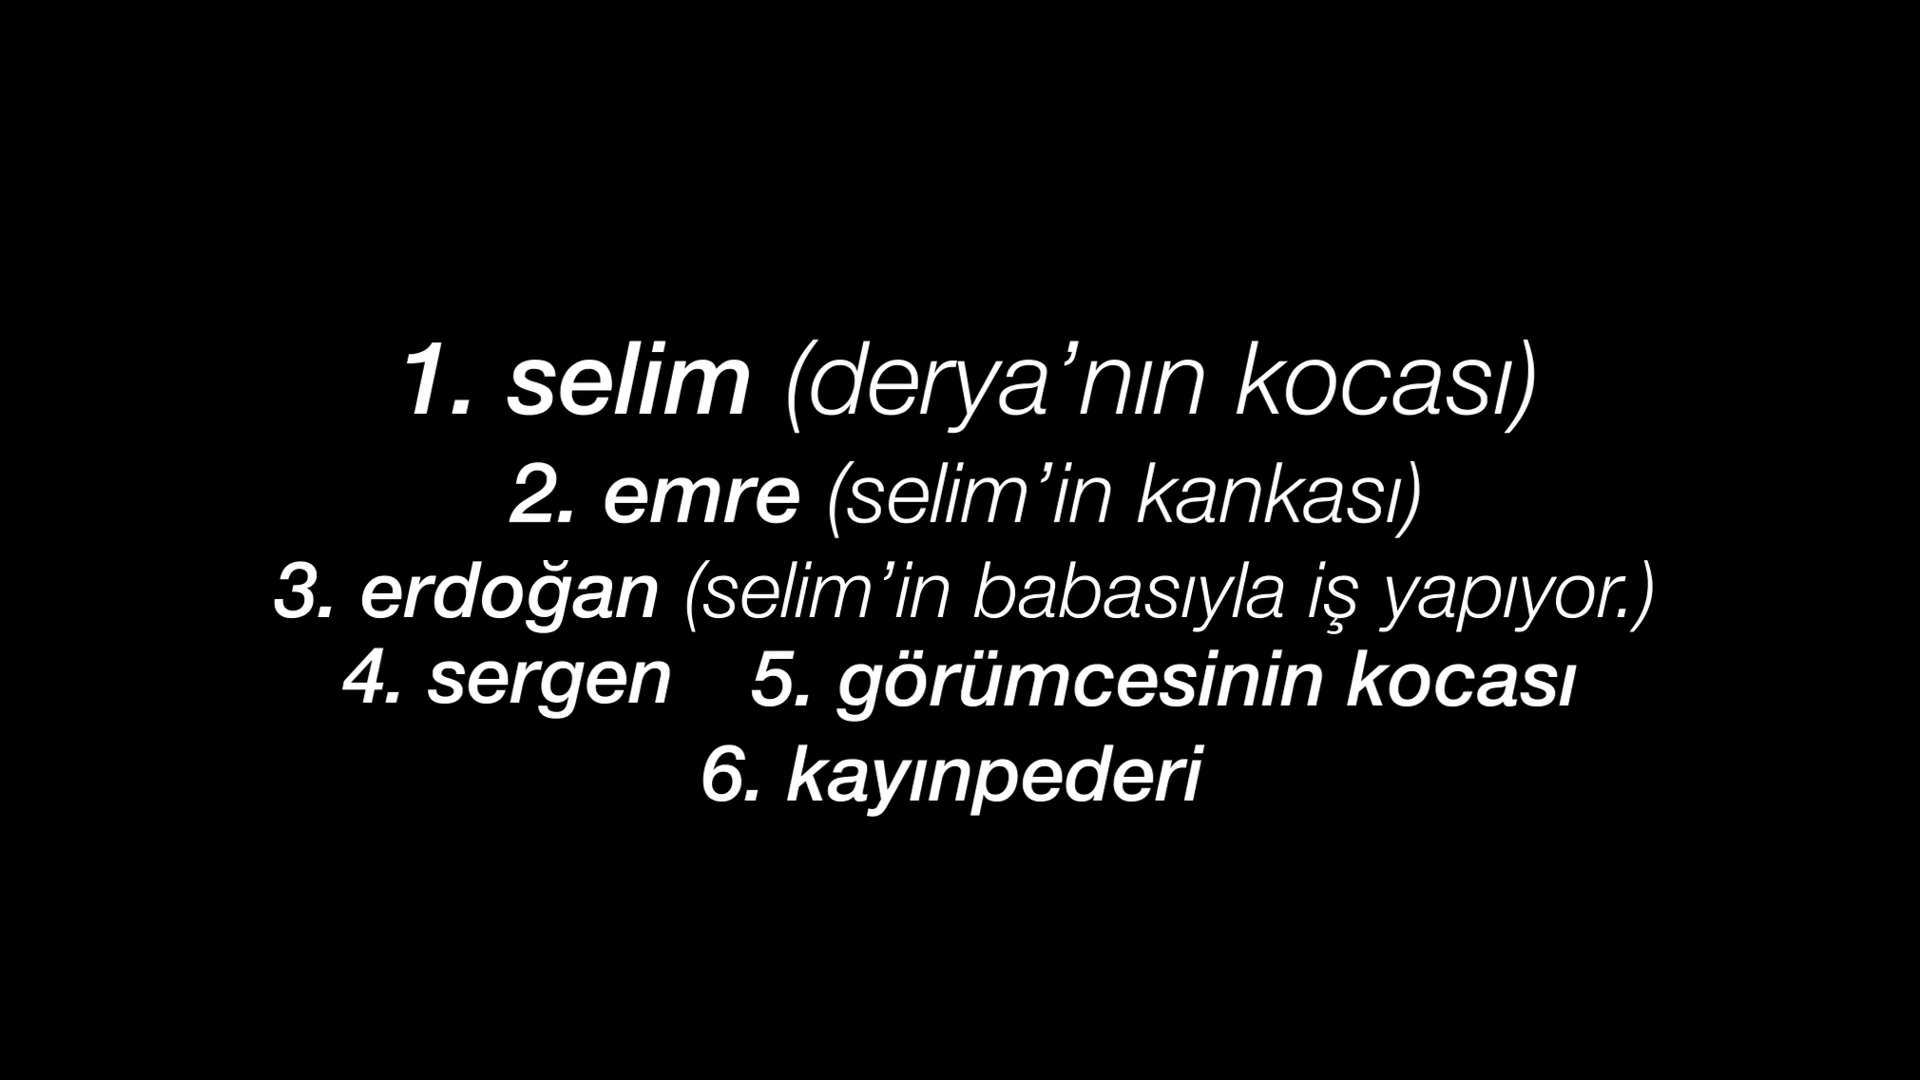 1. selim (derya’nın kocası)
2. emre (selim’in kankası)
3. erdoğan (selim’in babasıyla iş yapıyor.)
4. sergen 5. görümcesinin kocası
6. kayınpederi